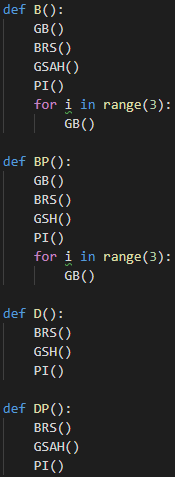 def B():
    GB()
    BRS()
    GSAH()
    PI()
    for i in range(3):
        GB()

def BP():
    GB()
    BRS()
    GSH()
    PI()
    for i in range(3):
        GB()

def D():
    BRS()
    GSH()
    PI()

def DP():
    BRS()
    GSAH()
    PI()